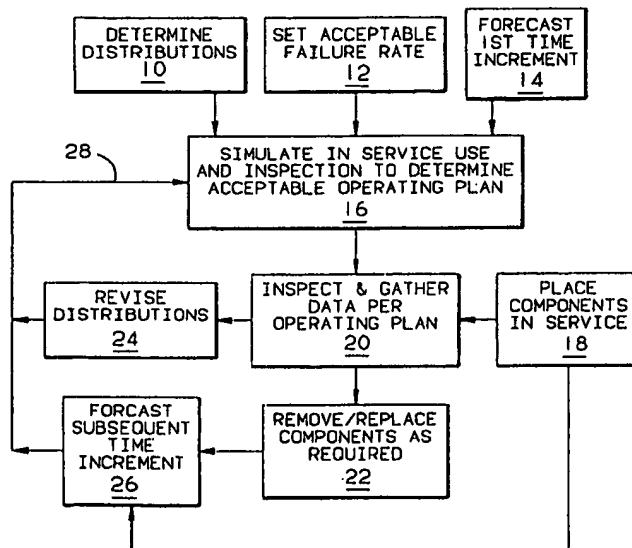 DETERMINE
DISTRIBUTIONS
10
SET ACCEPTABLE
FAILURE RATE
12
FORECAST
1ST TIME
INCREMENT
14
28
SIMULATE IN SERVICE USE
AND INSPECTION TO DETERMINE
ACCEPTABLE OPERATING PLAN
16
REVISE
DISTRIBUTIONS
24
INSPECT & GATHER
DATA PER
OPERATING PLAN
20
PLACE
COMPONENTS
IN SERVICE
18
FORCAST
SUBSEQUENT
TIME
INCREMENT
26
REMOVE/REPLACE
COMPONENTS AS
REQUIRED
22